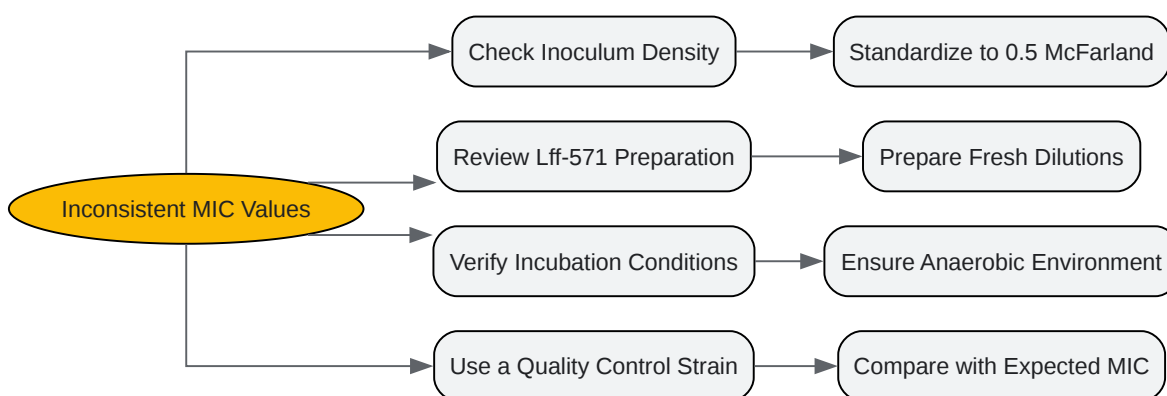 Check Inoculum Density
Standardize to 0.5 McFarland
Review Lff-571 Preparation
Prepare Fresh Dilutions
Inconsistent MIC Values
Verify Incubation Conditions
Ensure Anaerobic Environment
Use a Quality Control Strain
Compare with Expected MIC